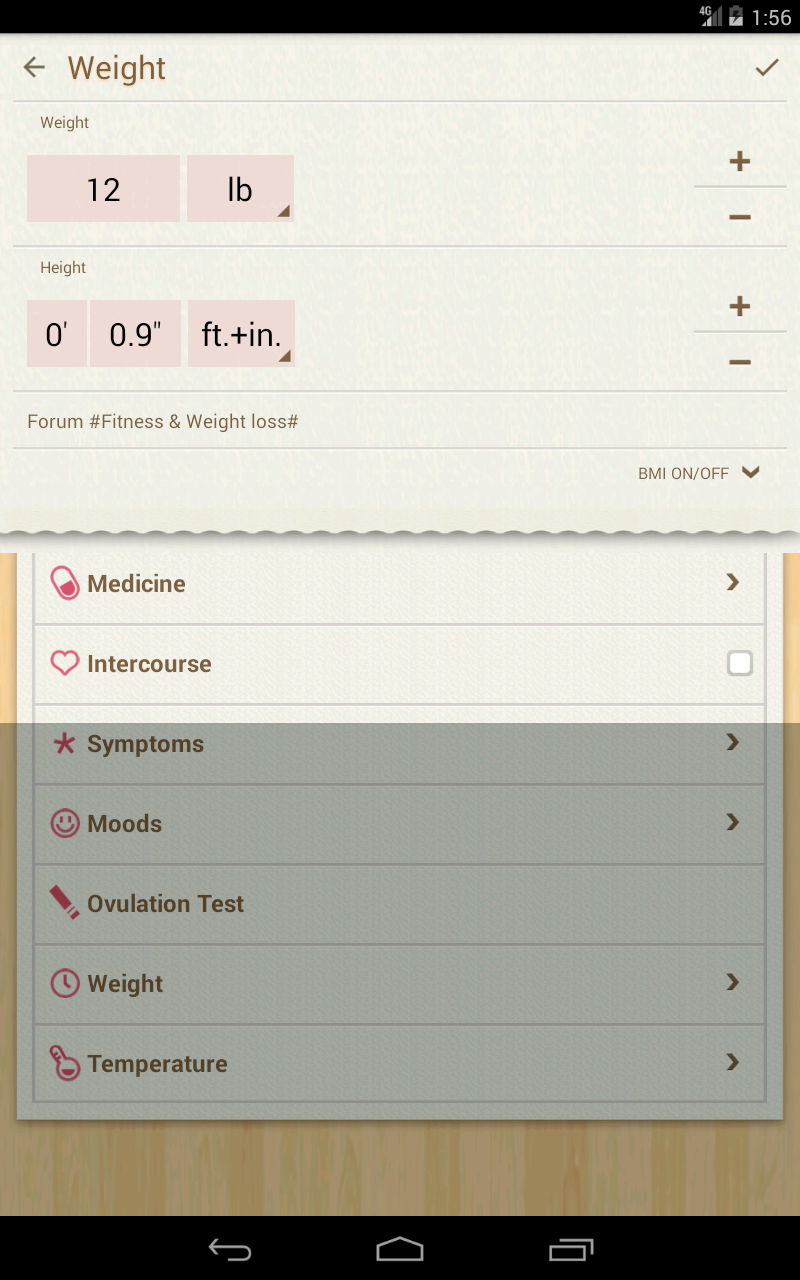 4G 1:56
Weight
Weight
12 lb
Height
0' 0.9" ft.+in.
Forum #Fitness & Weight loss#
BMI ON/OFF
Medicine
Intercourse
Symptoms
Moods
Ovulation Test
Weight
Temperature